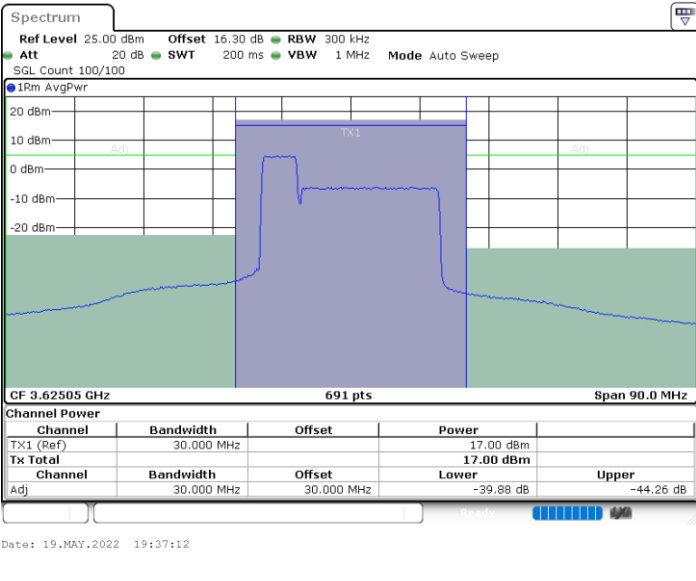 Spectrum
Ref Level 25.00 dBm Offset 16.30 dB RBW 300 kHz
Att 20 dB SWT 200 ms VBW 1 MHz Mode Auto Sweep
SGL Count 100/100
1Rm AvgPwr
20 dBm
TX1
10 dBm
Adj Adj
0 dBm
-10 dBm
-20 dBm
CF 3.62505 GHz 691 pts Span 90.0 MHz
Channel Power
Channel Bandwidth Offset Power
TX1 (Ref) 30.000 MHz 17.00 dBm
Tx Total 17.00 dBm
Channel Bandwidth Offset Lower Upper
Adj 30.000 MHz 30.000 MHz -39.88 dB -44.26 dB
Ready
Date: 19.MAY.2022 19:37:12